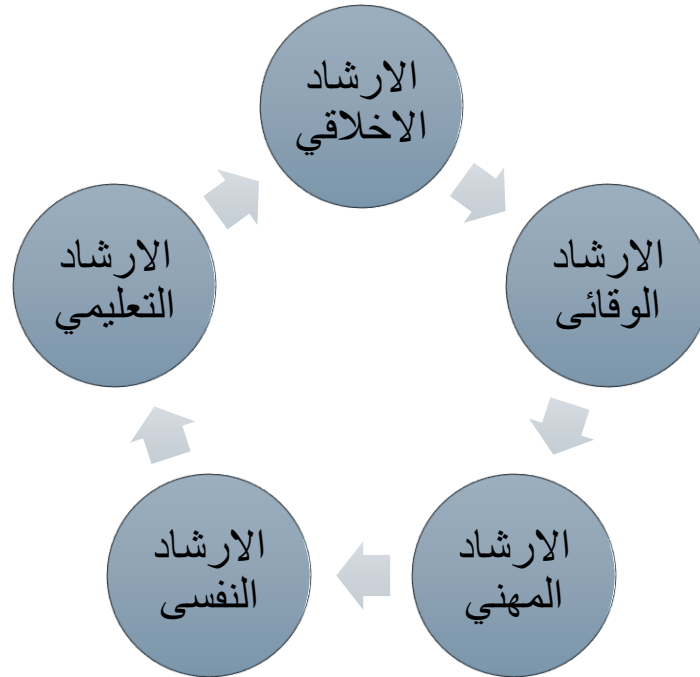 الارشاد
الاخلاقي
الارشاد
الوقائى
الارشاد
المهني
الارشاد
النفسى
الارشاد
التعليمي